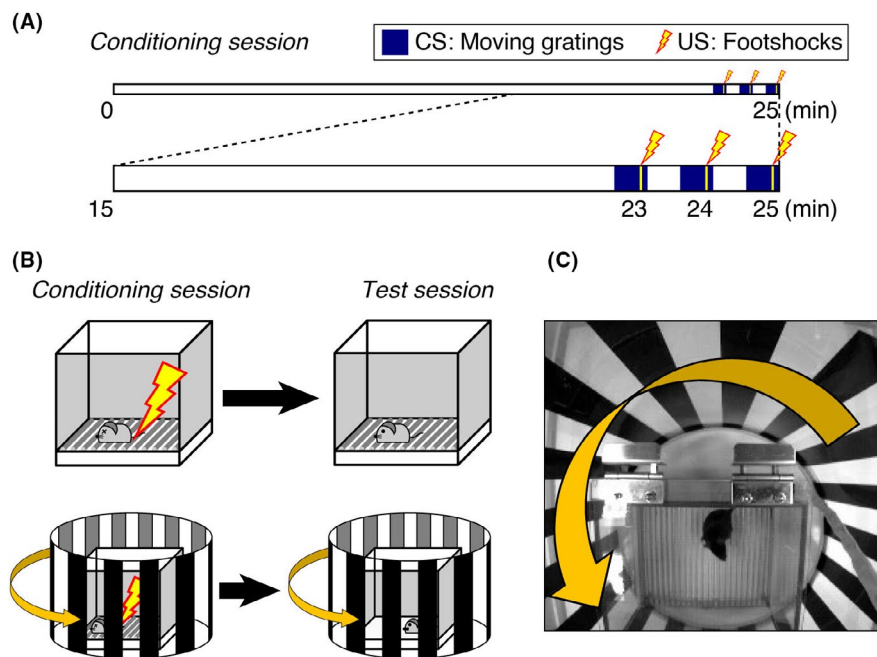 (A)
Conditioning session
CS: Moving gratings US: Footshocks
0 25 (min)
15 23 24 25 (min)
(B)
Conditioning session Test session
(C)